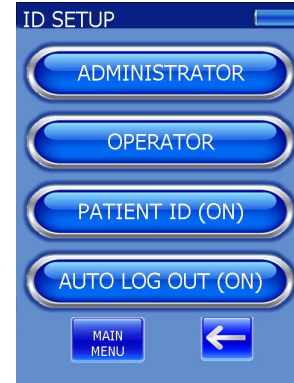 ID SETUP
ADMINISTRATOR
OPERATOR
PATIENT ID (ON)
AUTO LOG OUT (ON)
MAIN
MENU